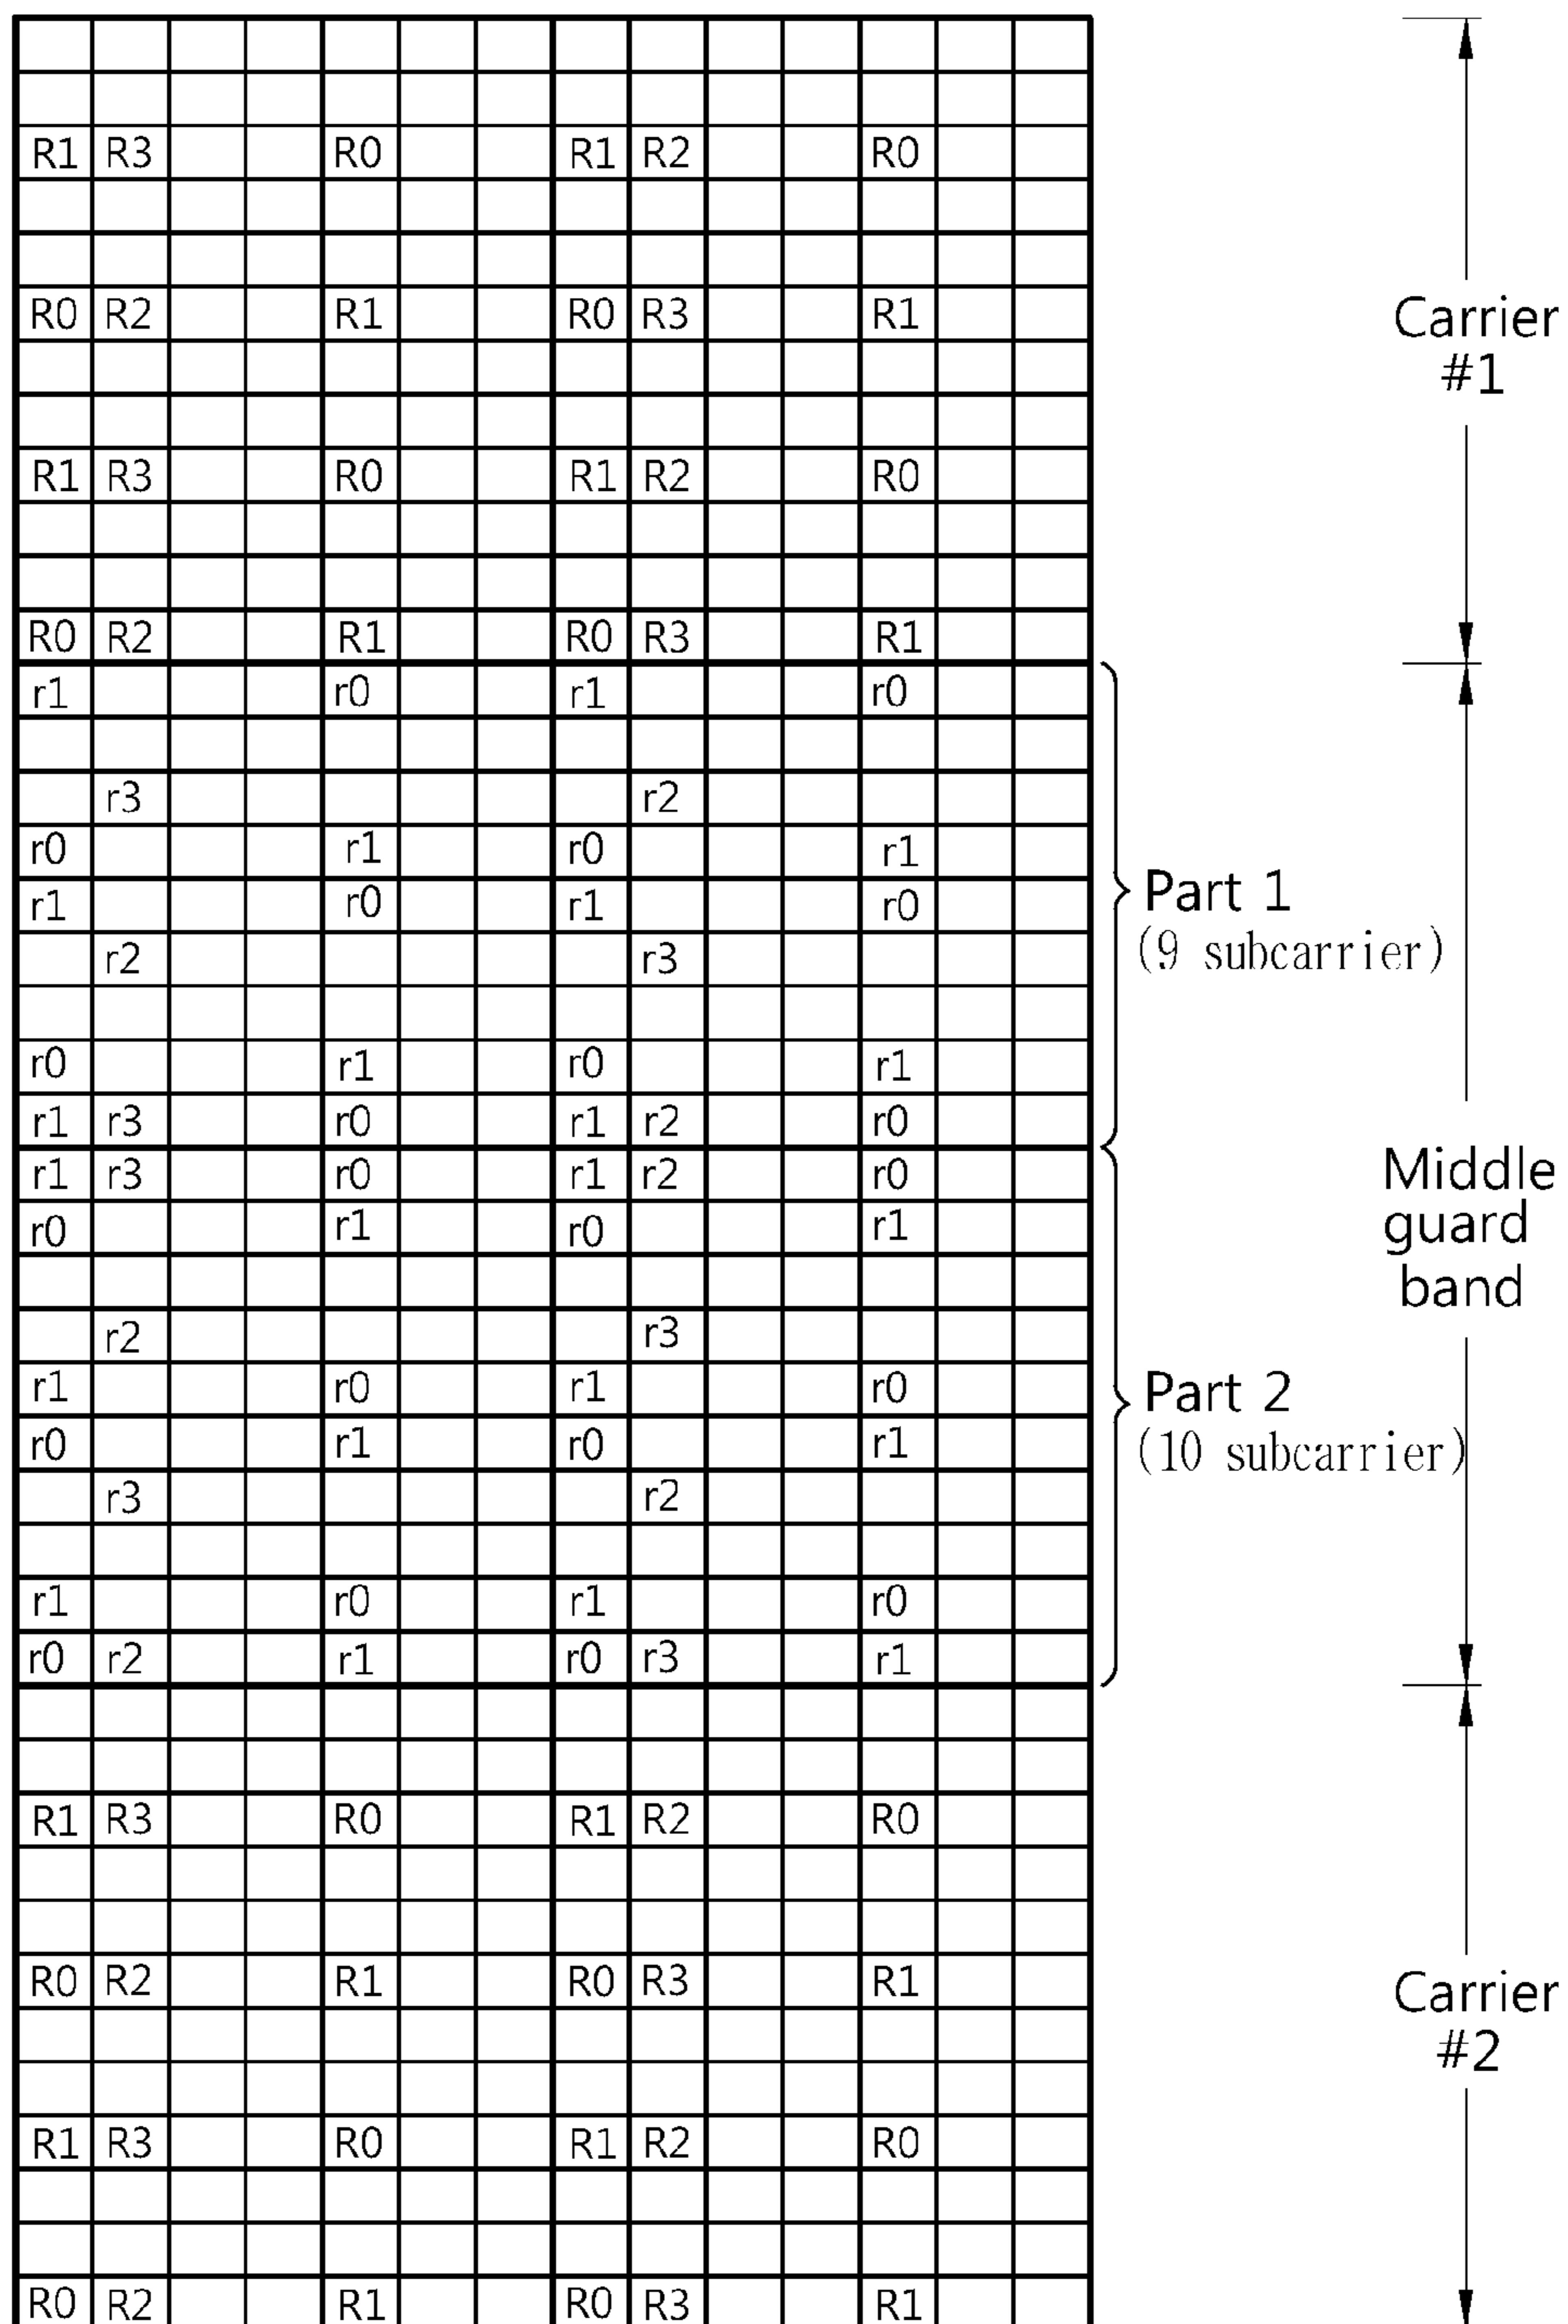 R1 R3 R0 R1 R2 R0
R0 R2 R1 R0 R3 R1
Carrier
#1
R1 R3 R0 R1 R2 R0
R0 R2 R1 R0 R3 R1
r1 r0 r1 r0
r3 r2
r0 r1 r0 r1
r1 r0 r1 r0
Part 1
(9 subcarrier)
r2 r3
r0 r1 r0 r1
r1 r3 r0 r1 r2 r0
r1 r3 r0 r1 r2 r0
r0 r1 r0 r1
Middle
guard
band
r2 r3
r1 r0 r1 r0
Part 2
(10 subcarrier)
r0 r1 r0 r1
r3 r2
r1 r0 r1 r0
r0 r2 r1 r0 r3 r1
R1 R3 R0 R1 R2 R0
R0 R2 R1 R0 R3 R1
Carrier
#2
R1 R3 R0 R1 R2 R0
R0 R2 R1 R0 R3 R1